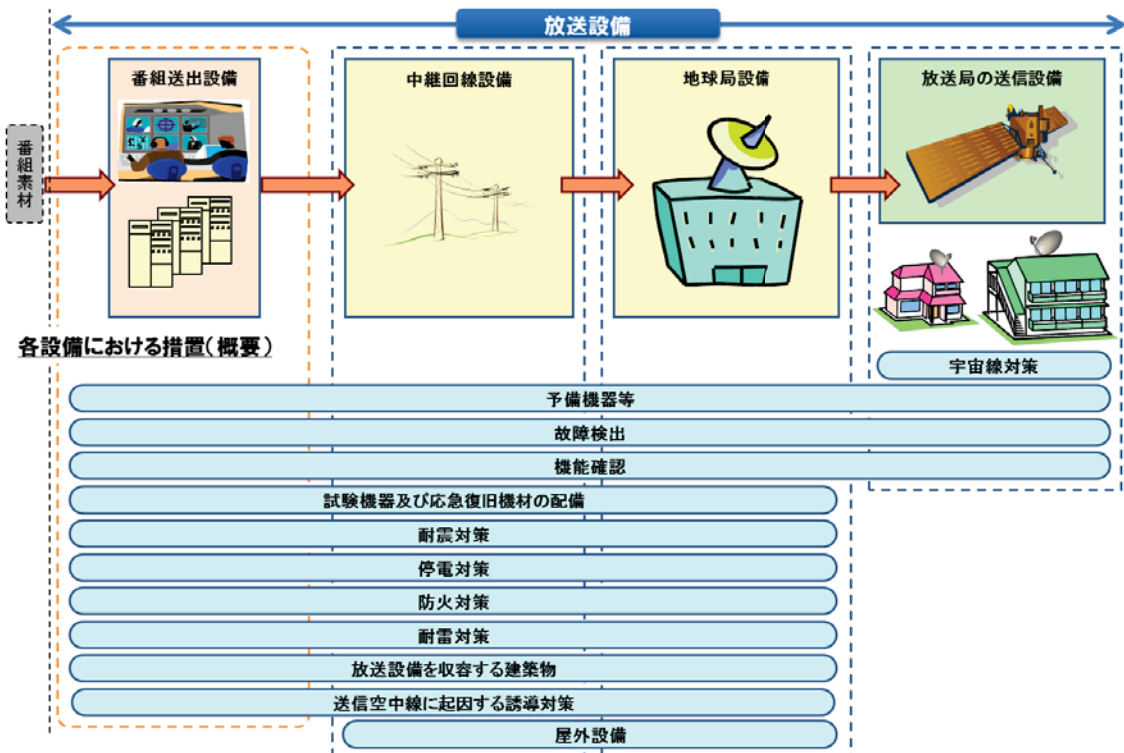 放送設備
番組素材
番組送出設備
中継回線設備
地球局設備
放送局の送信設備
各設備における措置(概要)
宇宙線対策
予備機器等
故障検出
機能確認
試験機器及び応急復旧機材の配備
耐震対策
停電対策
防火対策
耐雷対策
放送設備を収容する建築物
送信空中線に起因する誘導対策
屋外設備